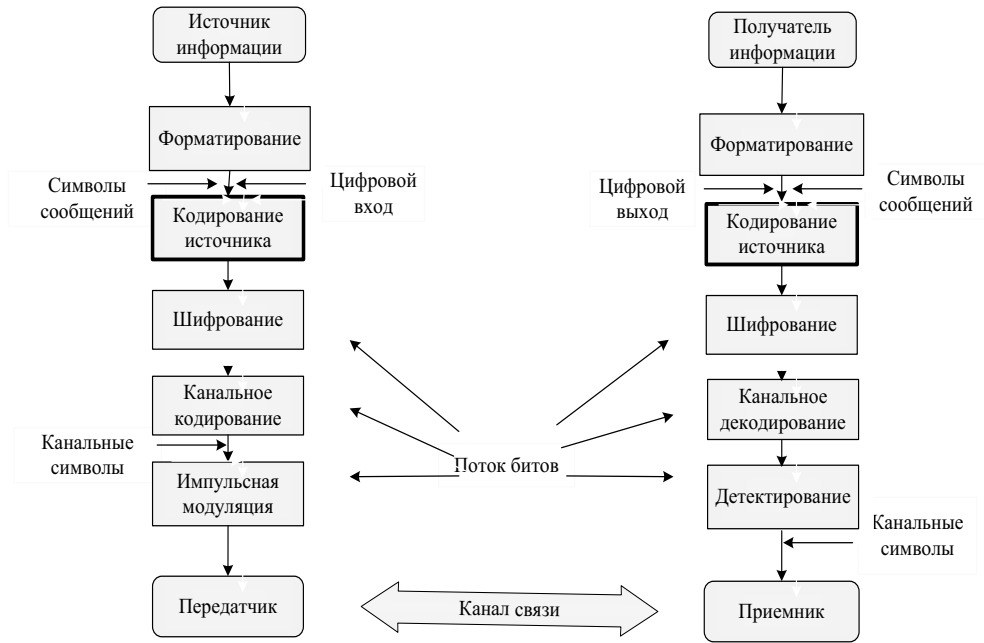 Источник
информации
Форматирование
Символы
сообщений
Цифровой
вход
Кодирование
источника
Шифрование
Канальное
кодирование
Канальные
символы
Импульсная
модуляция
Передатчик
Поток битов
Канал связи
Получатель
информации
Форматирование
Цифровой
выход
Символы
сообщений
Кодирование
источника
Шифрование
Канальное
декодирование
Детектирование
Канальные
символы
Приемник